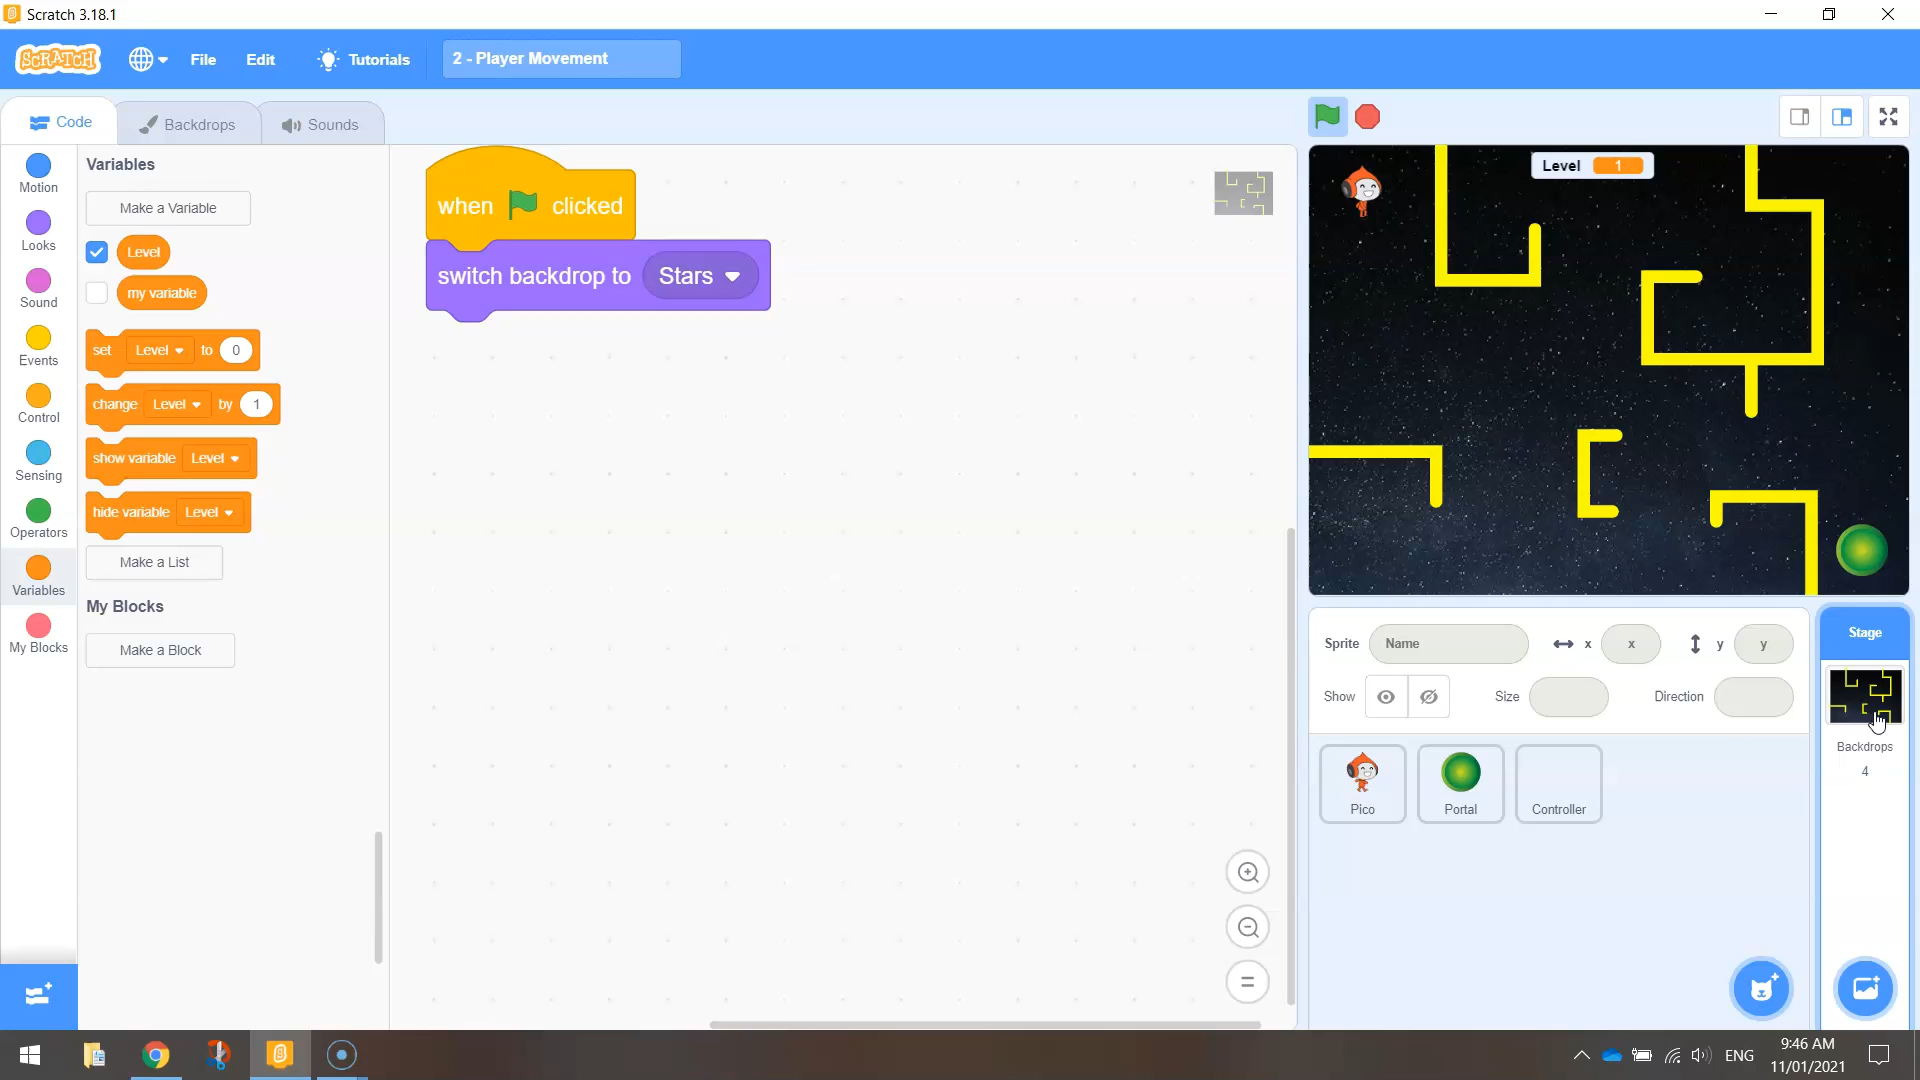 Scratch 3.18.1
SCRATCH
File
Edit
Tutorials
2 - Player Movement
Code
Backdrops
Sounds
Motion
Looks
Sound
Events
Control
Sensing
Operators
Variables
My Blocks
Variables
Make a Variable
Level
my variable
set Level to 0
change Level by 1
show variable Level
hide variable Level
Make a List
My Blocks
Make a Block
when clicked
switch backdrop to Stars
Level 1
Sprite Name x x y y
Show Size Direction
Pico
Portal
Controller
Stage
Backdrops
4
ENG
9:46 AM
11/01/2021